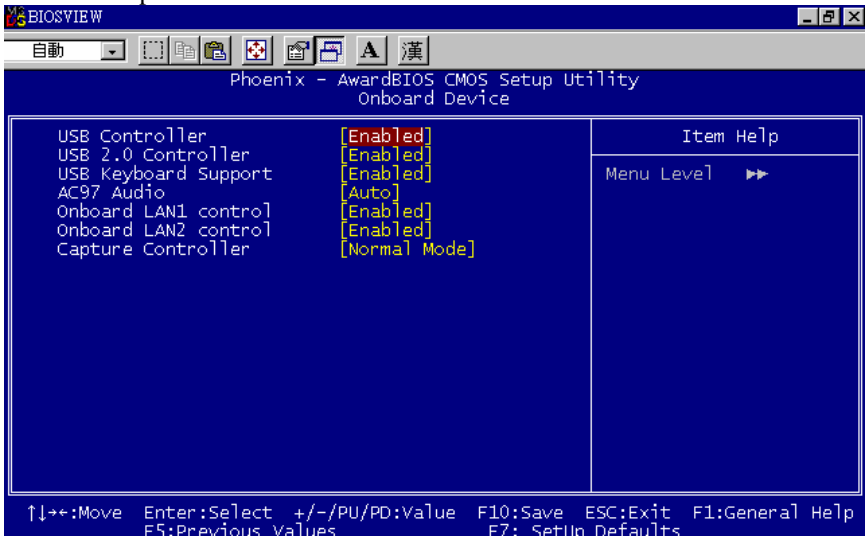 BIOSVIEW
自動
A 漢
Phoenix - AwardBIOS CMOS Setup Utility
Onboard Device
USB Controller [Enabled]
USB 2.0 Controller [Enabled]
USB Keyboard Support [Enabled]
AC97 Audio [Auto]
Onboard LAN1 control [Enabled]
Onboard LAN2 control [Enabled]
Capture Controller [Normal Mode]
Item Help
Menu Level ▶▶
↑↓→←:Move Enter:Select +/-/PU/PD:Value F10:Save ESC:Exit F1:General Help
F5:Previous Values F7: SetUp Defaults